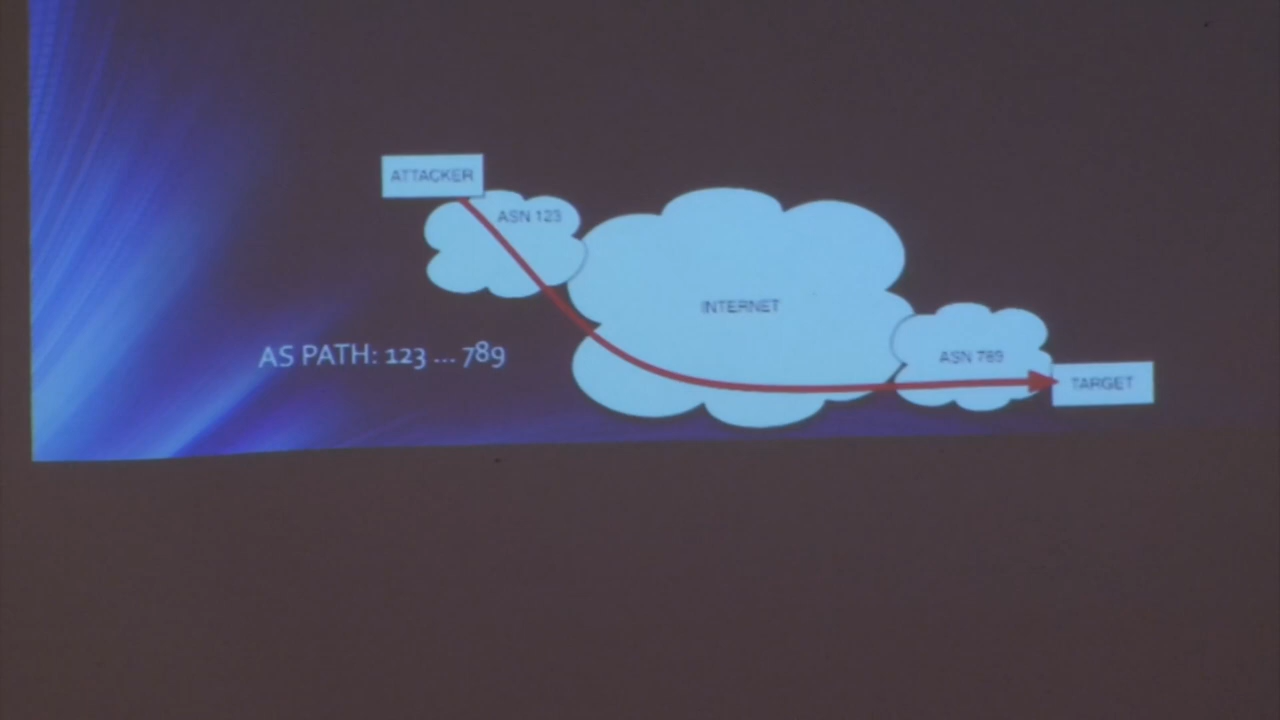 ATTACKER
ASN 123
INTERNET
AS PATH: 123 ... 789
ASN 789
TARGET